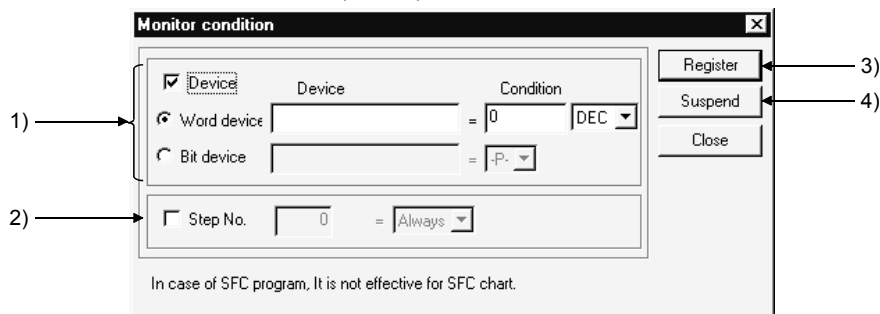 Monitor condition
Register
3)
Device
Device
Condition
Suspend
4)
1)
Word device
= 0
DEC
Close
Bit device
= -P-
2)
Step No.
0
= Always
In case of SFC program, It is not effective for SFC chart.